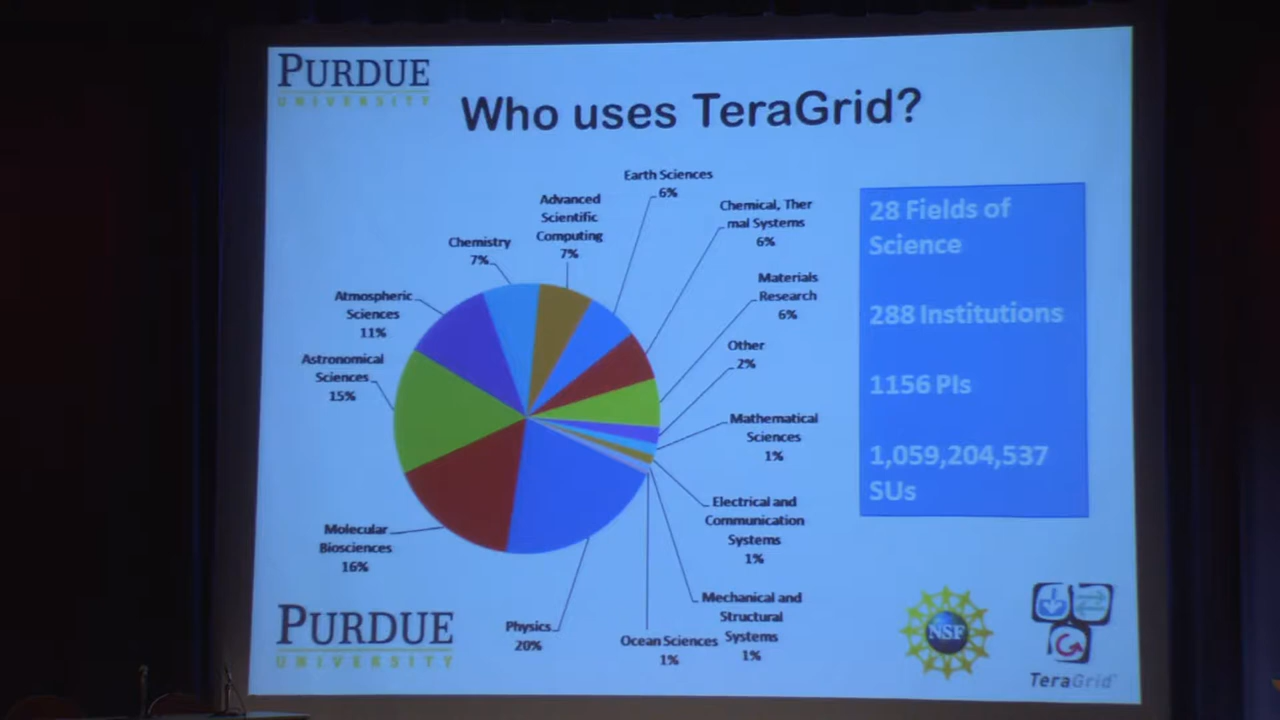 PURDUE
UNIVERSITY
Who uses TeraGrid?
Earth Sciences
6%
Advanced
Scientific
Computing
7%
Chemical, Ther
mal Systems
6%
Chemistry
7%
Materials
Research
6%
Atmospheric
Sciences
11%
Other
2%
Astronomical
Sciences
15%
Mathematical
Sciences
1%
Electrical and
Communication
Systems
1%
Molecular
Biosciences
16%
Mechanical and
Structural
Systems
1%
Physics
20%
Ocean Sciences
1%
28 Fields of
Science
288 Institutions
1156 PIs
1,059,204,537
SUs
PURDUE
UNIVERSITY
NSF
TeraGrid